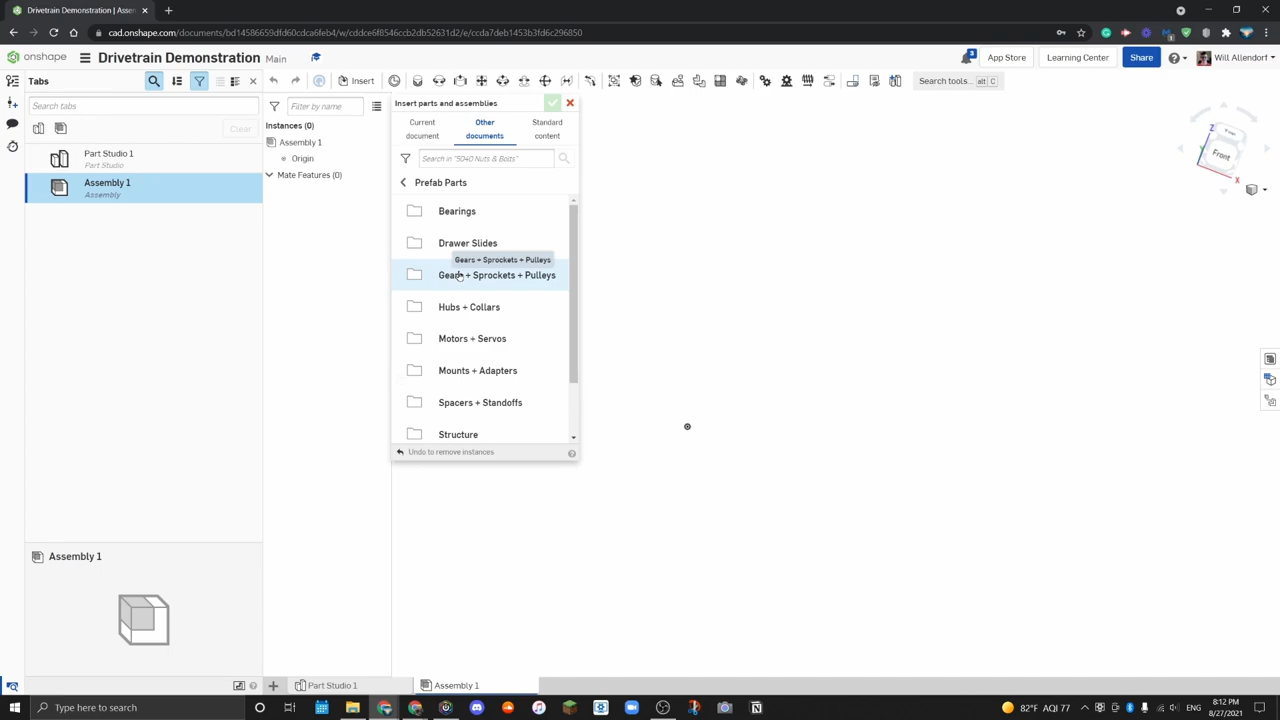 Drivetrain Demonstration | Assem
cad.onshape.com/documents/bd14586659dfd60cdca6feb4/w/cddce6f8546ccb2db52631d2/e/ccda7deb1453b3fd6c296850
onshape
Drivetrain Demonstration
Main
3
App Store
Learning Center
Share
Will Allendorf
Tabs
Insert
Search tools...
alt
C
Search tabs
Clear
Part Studio 1
Part Studio
Assembly 1
Assembly
Filter by name
Instances (0)
Assembly 1
Origin
Mate Features (0)
Insert parts and assemblies
Current
document
Other
documents
Standard
content
Search in "5040 Nuts & Bolts"
Prefab Parts
Bearings
Drawer Slides
Gears + Sprockets + Pulleys
Gears + Sprockets + Pulleys
Hubs + Collars
Motors + Servos
Mounts + Adapters
Spacers + Standoffs
Structure
Undo to remove instances
Z
Front
X
Assembly 1
Part Studio 1
Assembly 1
Type here to search
82°F AQI 77
ENG
8:12 PM
8/27/2021